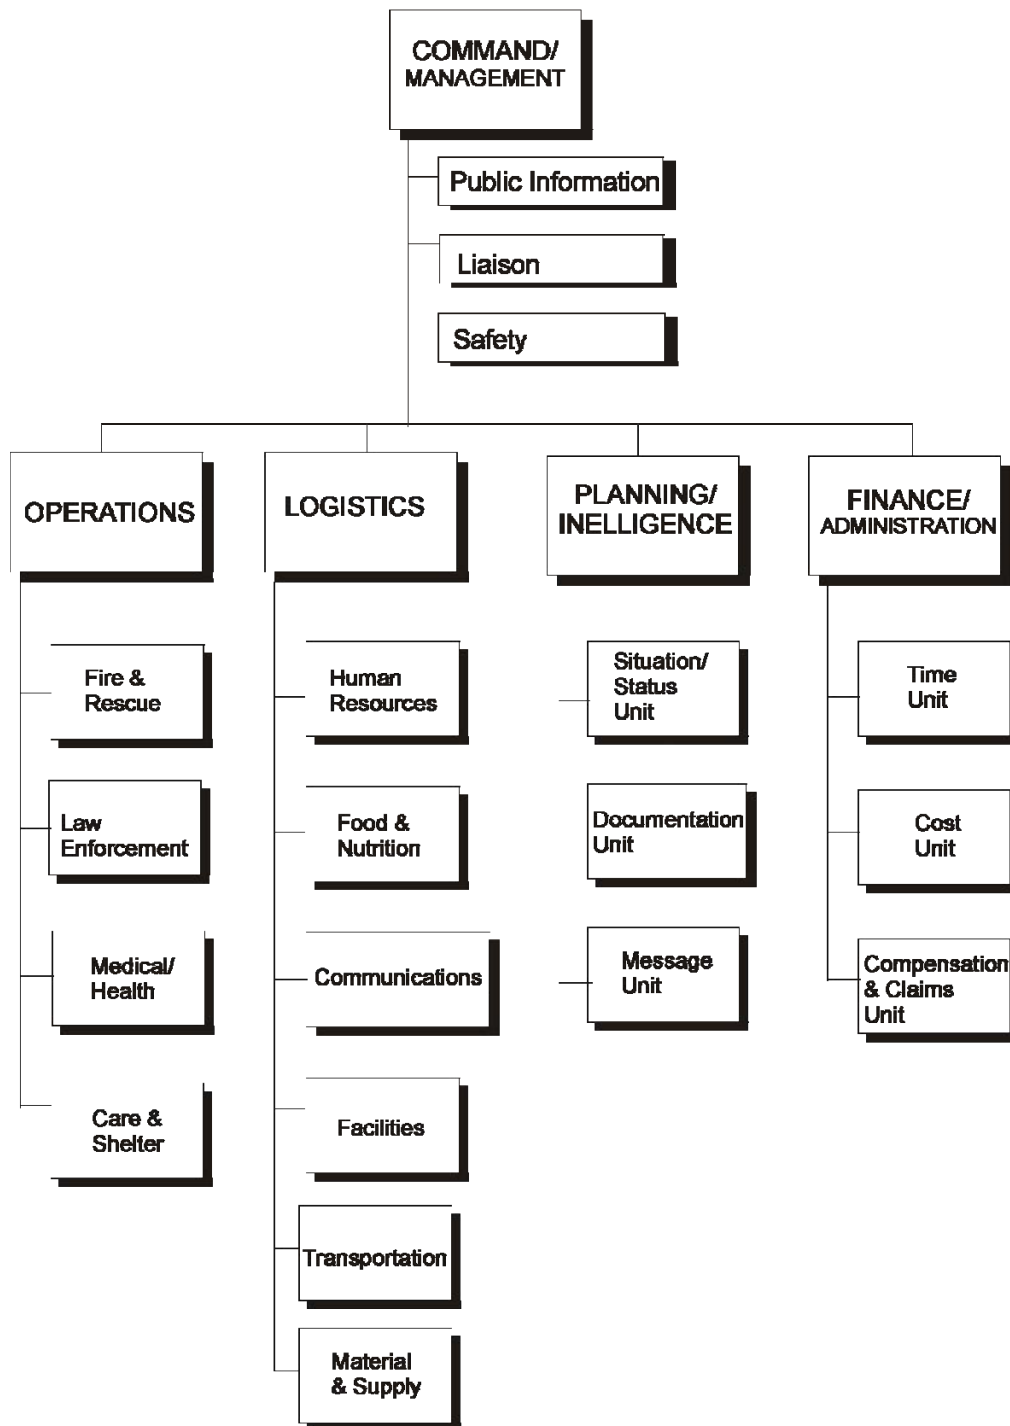 COMMAND/
MANAGEMENT
Public Information
Liaison
Safety
OPERATIONS
Fire &
Rescue
Law
Enforcement
Medical/
Health
Care &
Shelter
LOGISTICS
Human
Resources
Food &
Nutrition
Communications
Facilities
Transportation
Material
& Supply
PLANNING/
INELLIGENCE
Situation/
Status
Unit
Documentation
Unit
Message
Unit
FINANCE/
ADMINISTRATION
Time
Unit
Cost
Unit
Compensation
& Claims
Unit